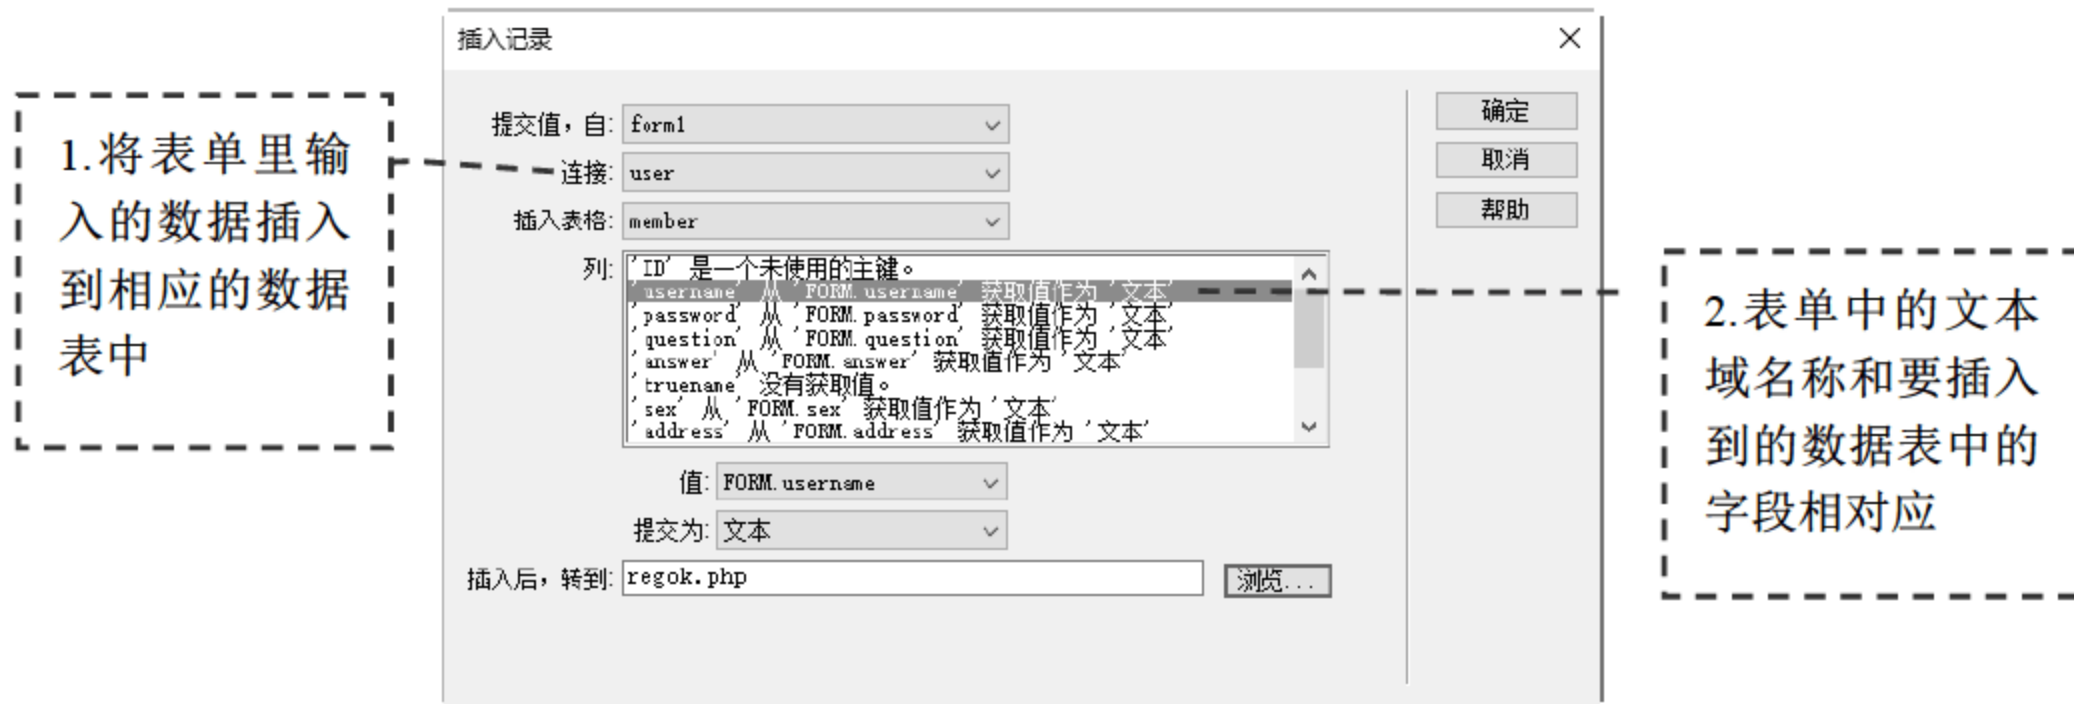 插入记录
1.将表单里输
入的数据插入
到相应的数据
表中
提交值，自: form1
连接: user
插入表格: member
列: 'ID' 是一个未使用的主键。
'username' 从 'FORM.username' 获取值作为 '文本'
'password' 从 'FORM.password' 获取值作为 '文本'
'question' 从 'FORM.question' 获取值作为 '文本'
'answer' 从 'FORM.answer' 获取值作为 '文本'
'truename' 没有获取值。
'sex' 从 'FORM.sex' 获取值作为 '文本'
'address' 从 'FORM.address' 获取值作为 '文本'
值: FORM.username
提交为: 文本
插入后，转到: regok.php
浏览...
确定
取消
帮助
2.表单中的文本
域名称和要插入
到的数据表中的
字段相对应